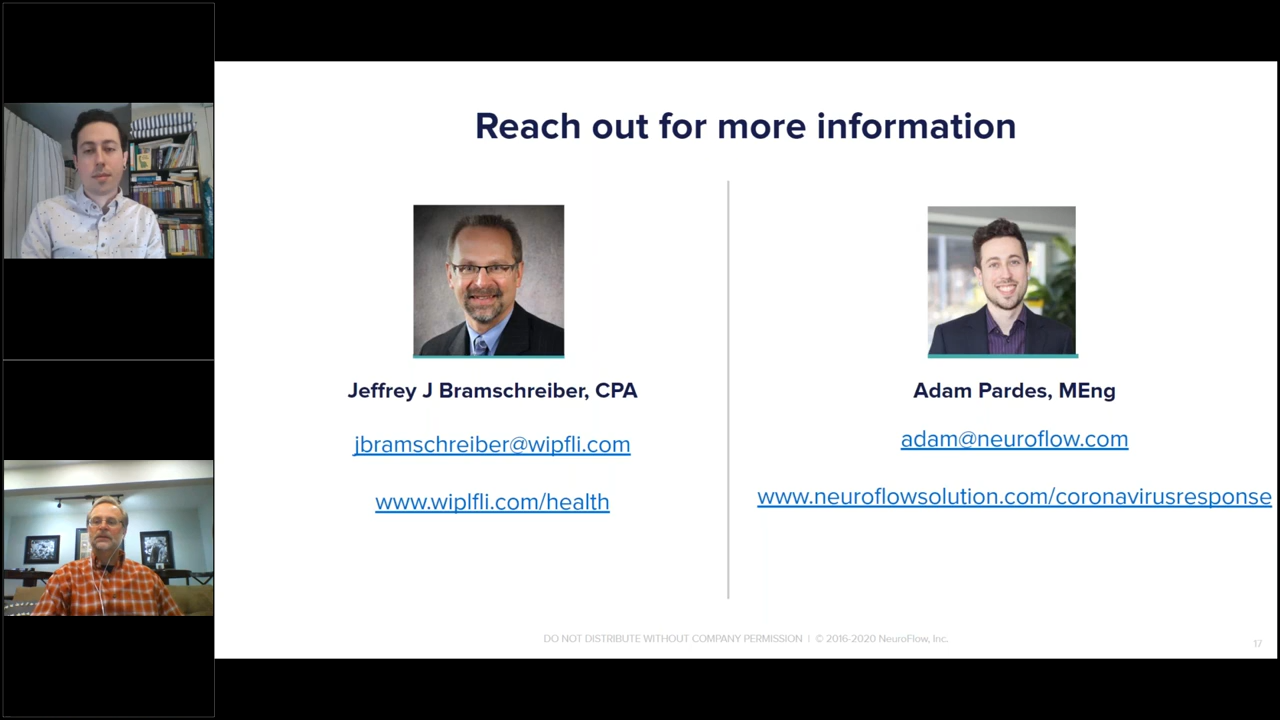 Reach out for more information
Jeffrey J Bramschreiber, CPA
jbramschreiber@wipfli.com
www.wiplfli.com/health
Adam Pardes, MEng
adam@neuroflow.com
www.neuroflowsolution.com/coronavirusresponse
DO NOT DISTRIBUTE WITHOUT COMPANY PERMISSION | © 2016-2020 NeuroFlow, Inc.
17